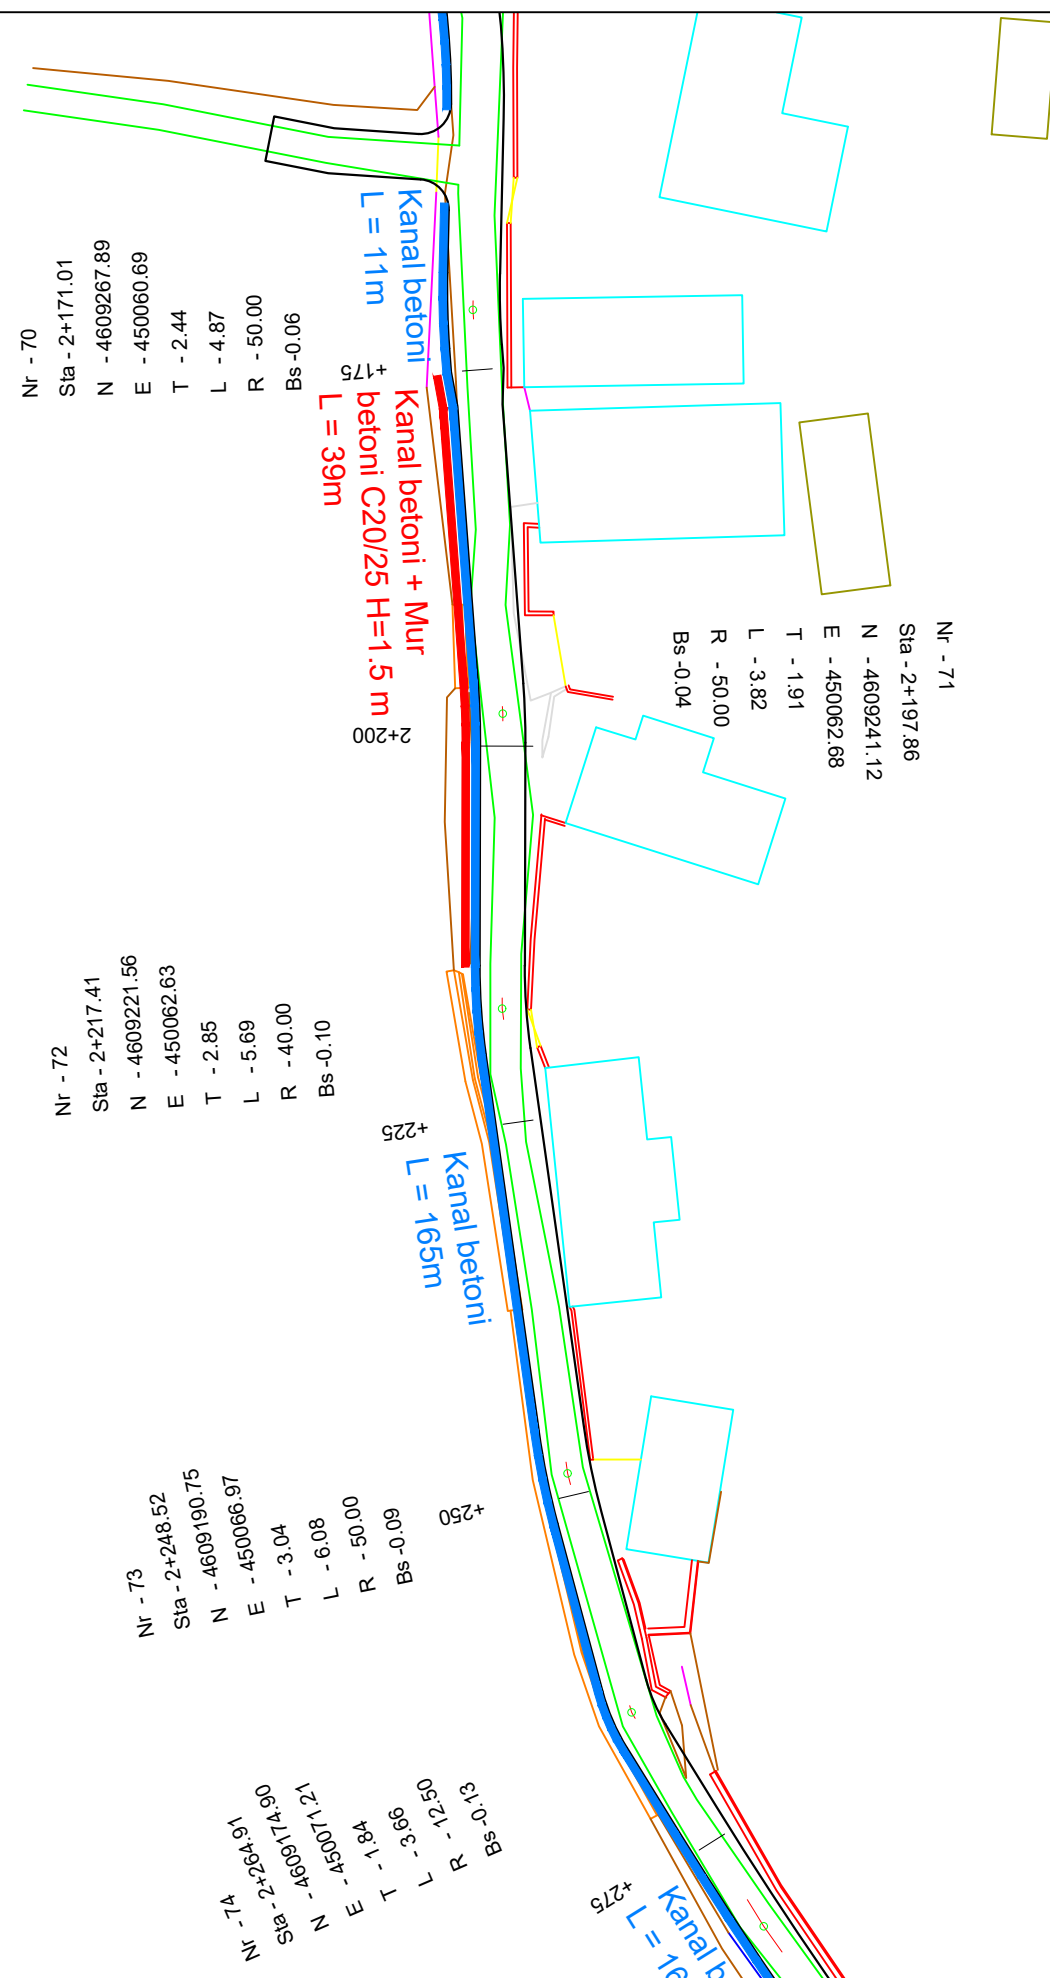 Nr - 70
Sta - 2+171.01
N - 4609267.89
E - 450060.69
T - 2.44
L - 4.87
R - 50.00
Bs -0.06
Kanal betoni
L = 11m
+175
Kanal betoni + Mur
betoni C20/25 H=1.5 m
L = 39m
Nr - 71
Sta - 2+197.86
N - 4609241.12
E - 450062.68
T - 1.91
L - 3.82
R - 50.00
Bs -0.04
2+200
Nr - 72
Sta - 2+217.41
N - 4609221.56
E - 450062.63
T - 2.85
L - 5.69
R - 40.00
Bs -0.10
+225
Kanal betoni
L = 165m
Nr - 73
Sta - 2+248.52
N - 4609190.75
E - 450066.97
T - 3.04
L - 6.08
R - 50.00
Bs -0.09
+250
Nr - 74
Sta - 2+264.91
N - 4609174.90
E - 450071.21
T - 1.84
L - 3.66
R - 12.50
Bs -0.13
+275
Kanal b
L = 16